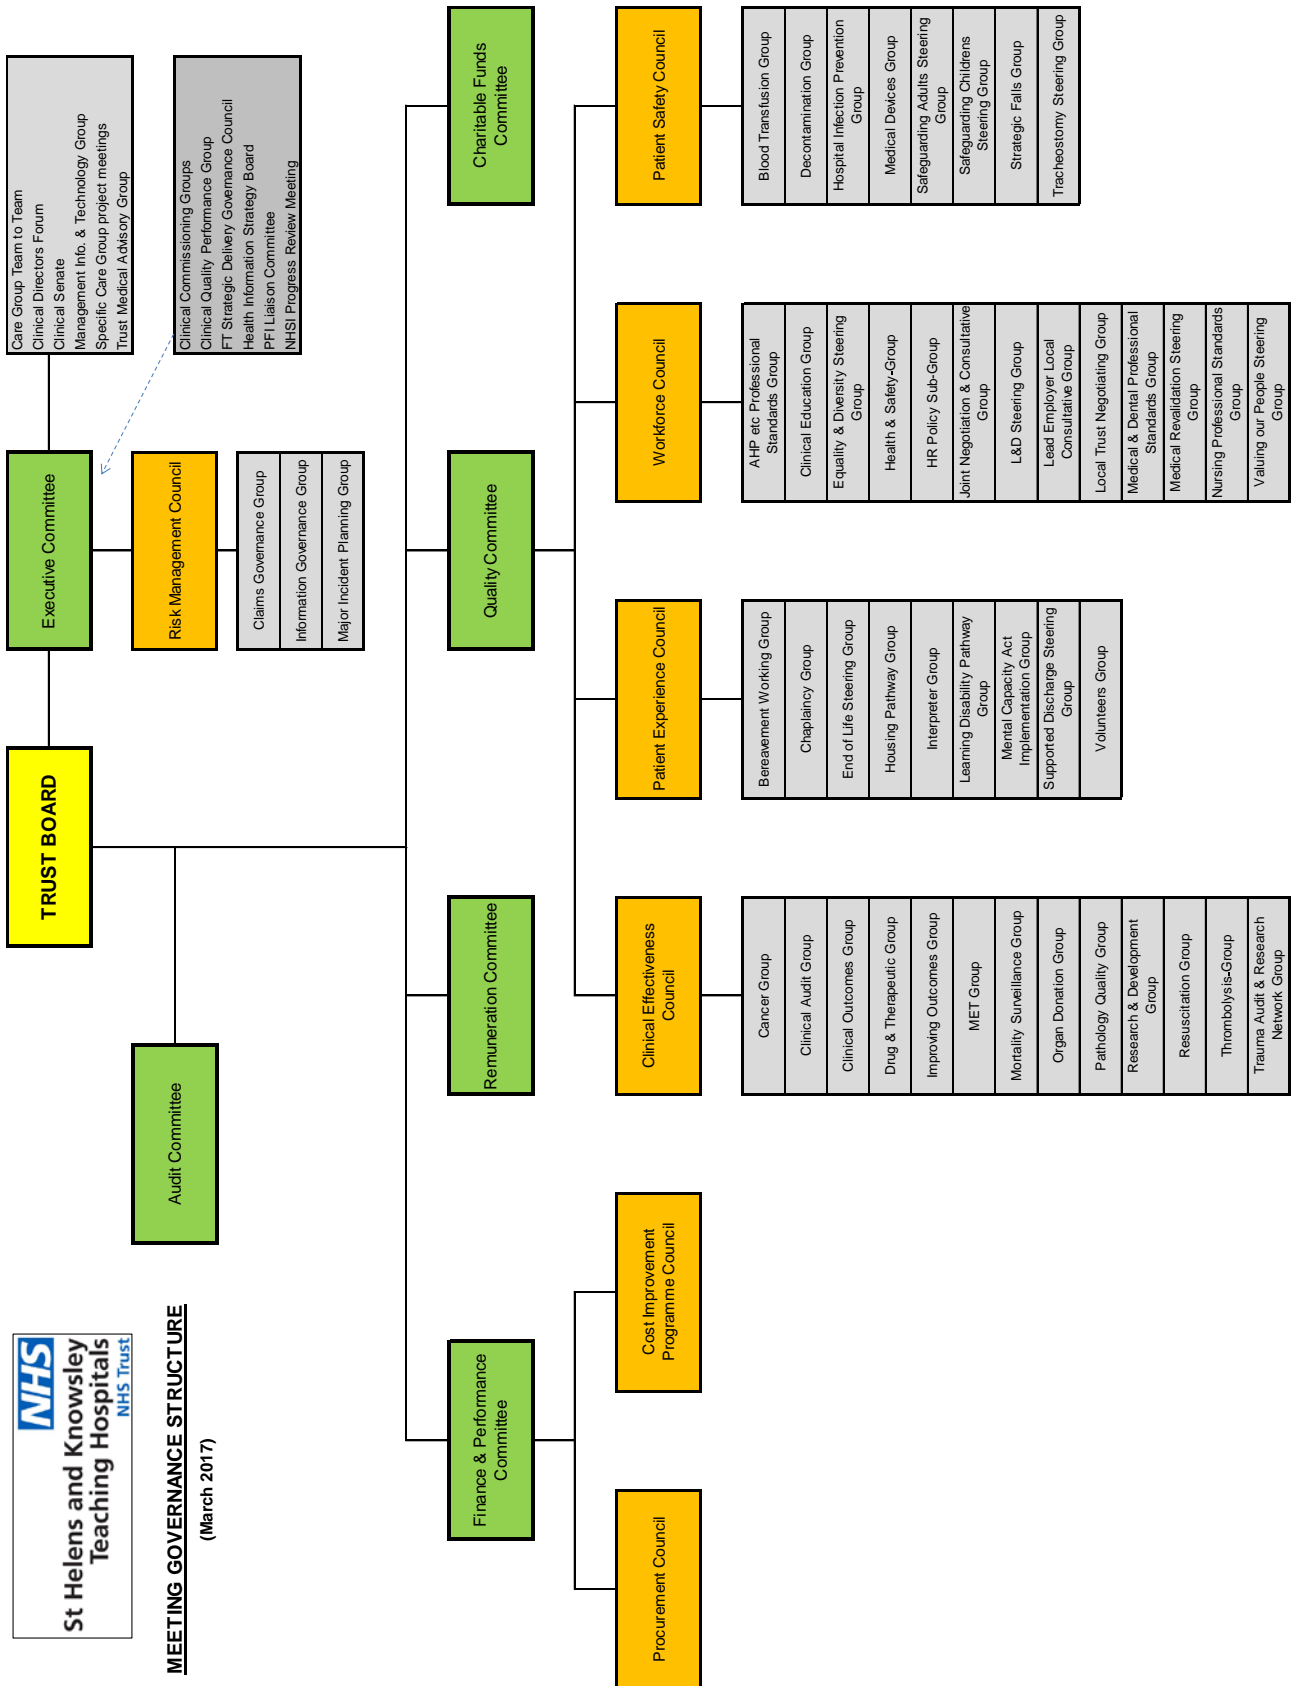 NHS
St Helens and Knowsley
Teaching Hospitals
NHS Trust
MEETING GOVERNANCE STRUCTURE
(March 2017)
TRUST BOARD
Audit Committee
Executive Committee
Care Group Team to Team
Clinical Directors Forum
Clinical Senate
Management Info. & Technology Group
Specific Care Group project meetings
Trust Medical Advisory Group
Clinical Commissioning Groups
Clinical Quality Performance Group
FT Strategic Delivery Governance Council
Health Information Strategy Board
PFI Liaison Committee
NHSI Progress Review Meeting
Risk Management Council
Claims Governance Group
Information Governance Group
Major Incident Planning Group
Finance & Performance
Committee
Remuneration Committee
Quality Committee
Charitable Funds
Committee
Procurement Council
Cost Improvement
Programme Council
Clinical Effectiveness
Council
Cancer Group
Clinical Audit Group
Clinical Outcomes Group
Drug & Therapeutic Group
Improving Outcomes Group
MET Group
Mortality Surveillance Group
Organ Donation Group
Pathology Quality Group
Research & Development
Group
Resuscitation Group
Thrombolysis-Group
Trauma Audit & Research
Network Group
Patient Experience Council
Bereavement Working Group
Chaplaincy Group
End of Life Steering Group
Housing Pathway Group
Interpreter Group
Learning Disability Pathway
Group
Mental Capacity Act
Implementation Group
Supported Discharge Steering
Group
Volunteers Group
Workforce Council
AHP etc Professional
Standards Group
Clinical Education Group
Equality & Diversity Steering
Group
Health & Safety-Group
HR Policy Sub-Group
Joint Negotiation & Consultative
Group
L&D Steering Group
Lead Employer Local
Consultative Group
Local Trust Negotiating Group
Medical & Dental Professional
Standards Group
Medical Revalidation Steering
Group
Nursing Professional Standards
Group
Valuing our People Steering
Group
Patient Safety Council
Blood Transfusion Group
Decontamination Group
Hospital Infection Prevention
Group
Medical Devices Group
Safeguarding Adults Steering
Group
Safeguarding Childrens
Steering Group
Strategic Falls Group
Tracheostomy Steering Group